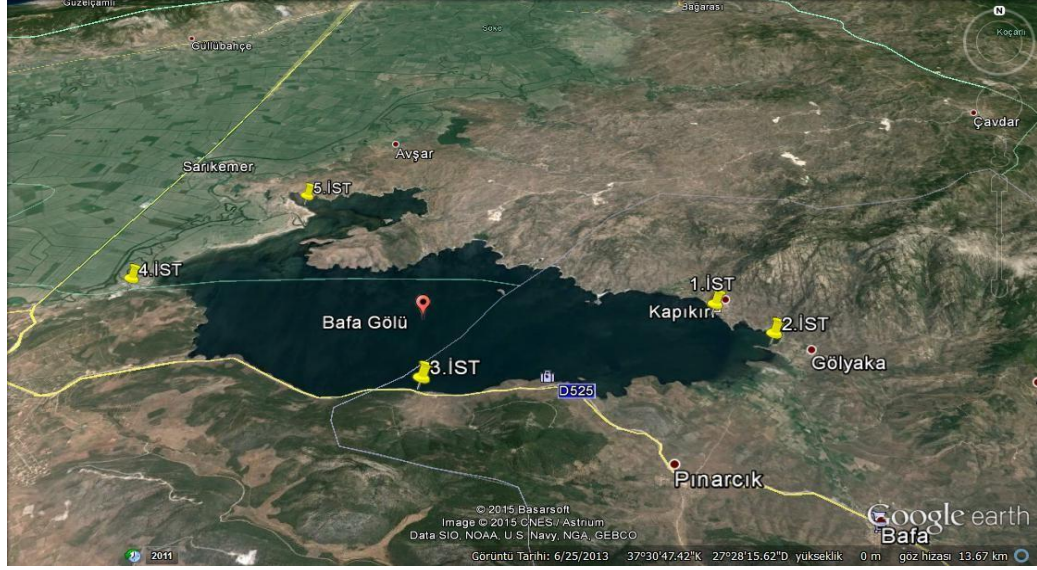 Güzelçamlı
Bağarası
N
Güllübahçe
Söke
Koçarlı
Çavdar
Avşar
Sarıkemer
5.İST
4.İST
1.İST
Kapıkırı
2.İST
Bafa Gölü
Gölyaka
3.İST
D525
Pınarcık
© 2015 Basarsoft
Image © 2015 CNES / Astrium
Data SIO, NOAA, U.S. Navy, NGA, GEBCO
Google earth
Bafa
2011
Görüntü Tarihi: 6/25/2013 37°30'47.42"K 27°28'15.62"D yükseklik 0 m göz hizası 13.67 km